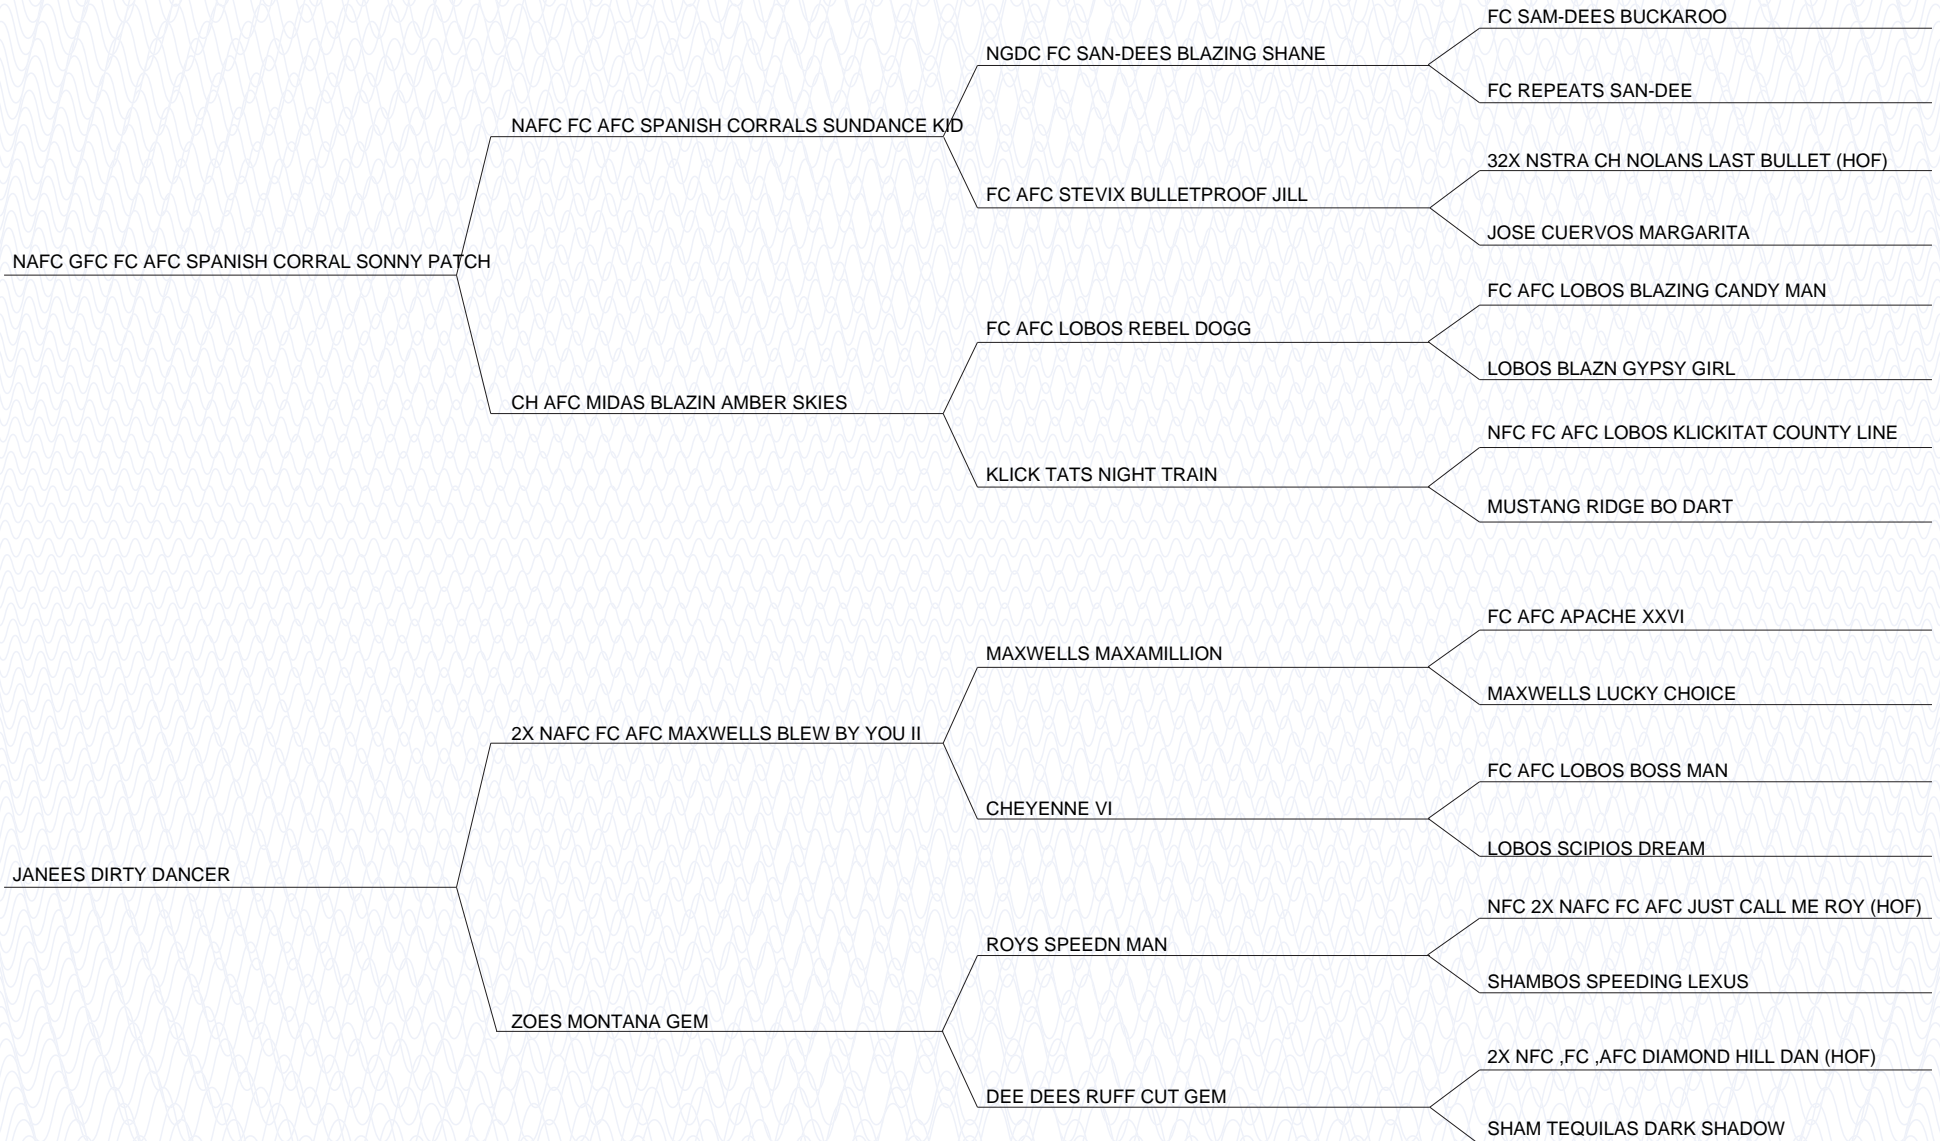 FC SAM-DEES BUCKAROO
NGDC FC SAN-DEES BLAZING SHANE
FC REPEATS SAN-DEE
NAFC FC AFC SPANISH CORRALS SUNDANCE KID
32X NSTRA CH NOLANS LAST BULLET (HOF)
FC AFC STEVIX BULLETPROOF JILL
JOSE CUERVOS MARGARITA
NAFC GFC FC AFC SPANISH CORRAL SONNY PATCH
FC AFC LOBOS BLAZING CANDY MAN
FC AFC LOBOS REBEL DOGG
LOBOS BLAZN GYPSY GIRL
CH AFC MIDAS BLAZIN AMBER SKIES
NFC FC AFC LOBOS KLICKITAT COUNTY LINE
KLICK TATS NIGHT TRAIN
MUSTANG RIDGE BO DART
FC AFC APACHE XXVI
MAXWELLS MAXAMILLION
MAXWELLS LUCKY CHOICE
2X NAFC FC AFC MAXWELLS BLEW BY YOU II
FC AFC LOBOS BOSS MAN
CHEYENNE VI
LOBOS SCIPIOS DREAM
JANEES DIRTY DANCER
NFC 2X NAFC FC AFC JUST CALL ME ROY (HOF)
ROYS SPEEDN MAN
SHAMBOS SPEEDING LEXUS
ZOES MONTANA GEM
2X NFC ,FC ,AFC DIAMOND HILL DAN (HOF)
DEE DEES RUFF CUT GEM
SHAM TEQUILAS DARK SHADOW